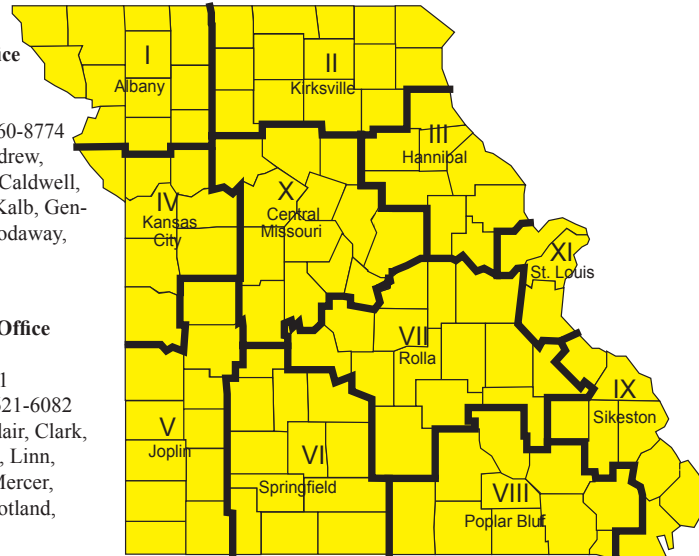 ice
60-8774
drew,
Caldwell,
Kalb, Gen-
odaway,
Office
1
621-6082
lair, Clark,
, Linn,
Mercer,
otland,
I
Albany
II
Kirksville
III
Hannibal
IV
Kansas
City
X
Central
Missouri
XI
St. Louis
VII
Rolla
IX
Sikeston
V
Joplin
VI
Springfield
VIII
Poplar Bluf